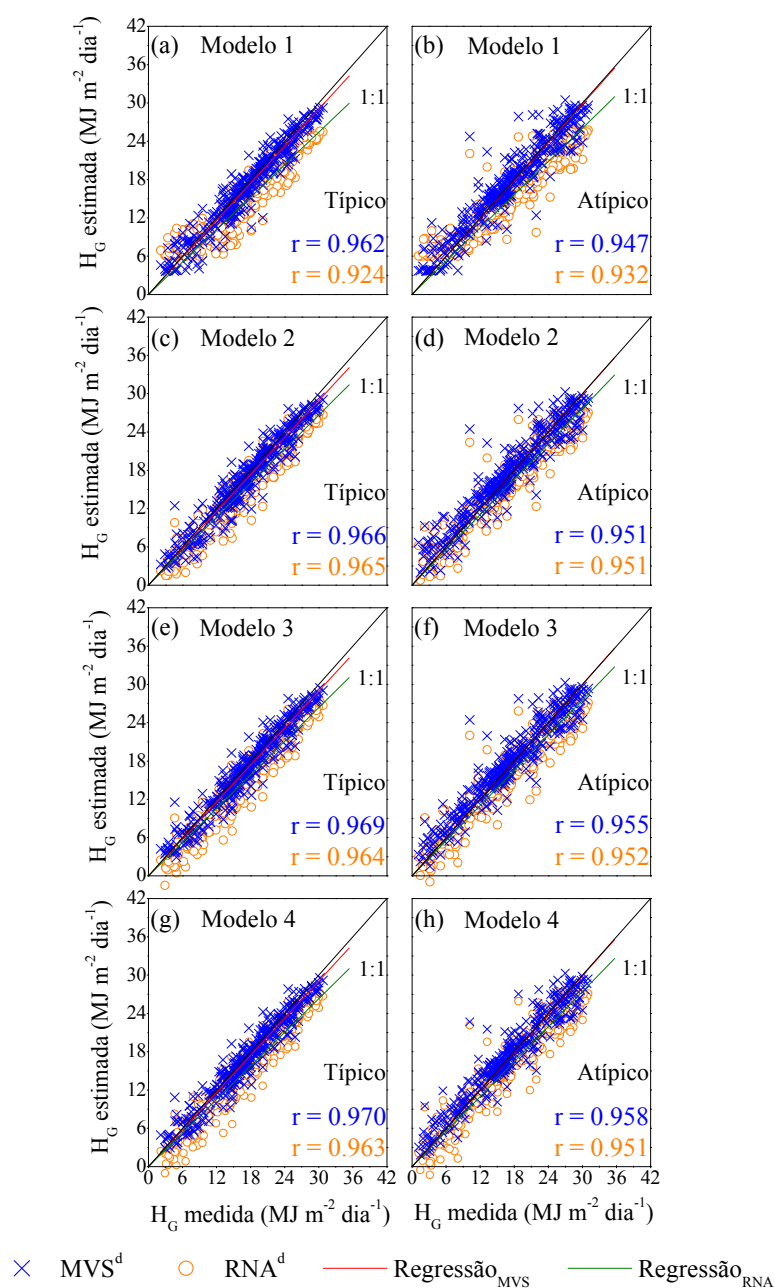 42
36
30
24
18
12
6
0
H_G estimada (MJ m⁻² dia⁻¹)
(a) Modelo 1
Típico
r = 0.962
r = 0.924
(b) Modelo 1
1:1
Atípico
r = 0.947
r = 0.932
42
36
30
24
18
12
6
0
H_G estimada (MJ m⁻² dia⁻¹)
(c) Modelo 2
1:1
Típico
r = 0.966
r = 0.965
(d) Modelo 2
1:1
Atípico
r = 0.951
r = 0.951
42
36
30
24
18
12
6
0
H_G estimada (MJ m⁻² dia⁻¹)
(e) Modelo 3
1:1
Típico
r = 0.969
r = 0.964
(f) Modelo 3
1:1
Atípico
r = 0.955
r = 0.952
42
36
30
24
18
12
6
0
H_G estimada (MJ m⁻² dia⁻¹)
(g) Modelo 4
1:1
Típico
r = 0.970
r = 0.963
(h) Modelo 4
1:1
Atípico
r = 0.958
r = 0.951
0 6 12 18 24 30 36 42
6 12 18 24 30 36 42
H_G medida (MJ m⁻² dia⁻¹) H_G medida (MJ m⁻² dia⁻¹)
MVSᵈ RNAᵈ Regressão_MVS Regressão_RNA